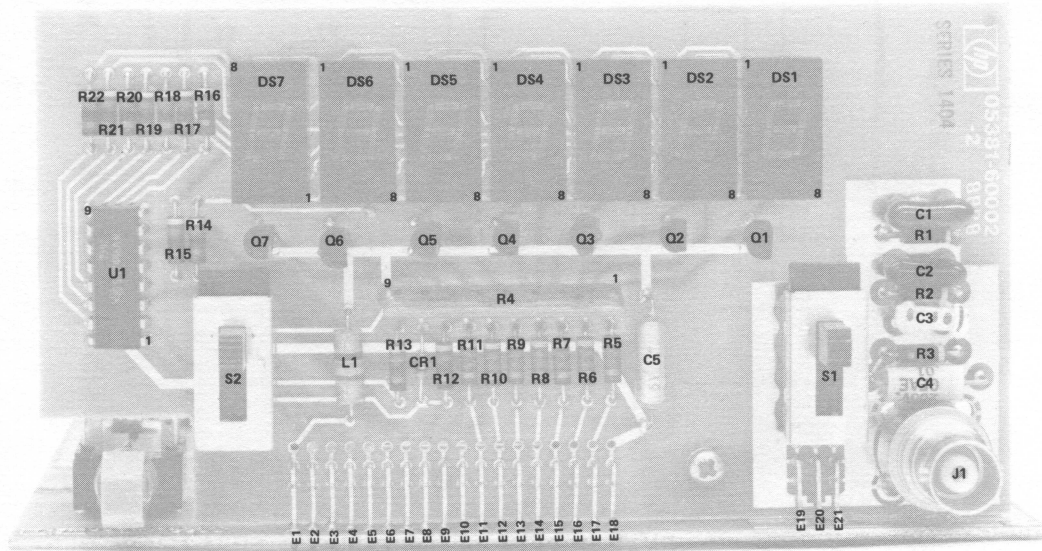 DS7 DS6 DS5 DS4 DS3 DS2 DS1
8 1 1 1 1 1 1
R22 R20 R18 R16
R21 R19 R17
1 8 8 8 8 8 8
SERIES 1404
hp 05381-60002
9
U1
1
R14
R15
Q7 Q6 Q5 Q4 Q3 Q2 Q1
C1
R1
C2
R2
C3
R3
C4
9 R4 1
S2
L1
R13 R11 R9 R7 R5
CR1
R12 R10 R8 R6
C5
S1
J1
E1 E2 E3 E4 E5 E6 E7 E8 E9 E10 E11 E12 E13 E14 E15 E16 E17 E18
E19 E20 E21